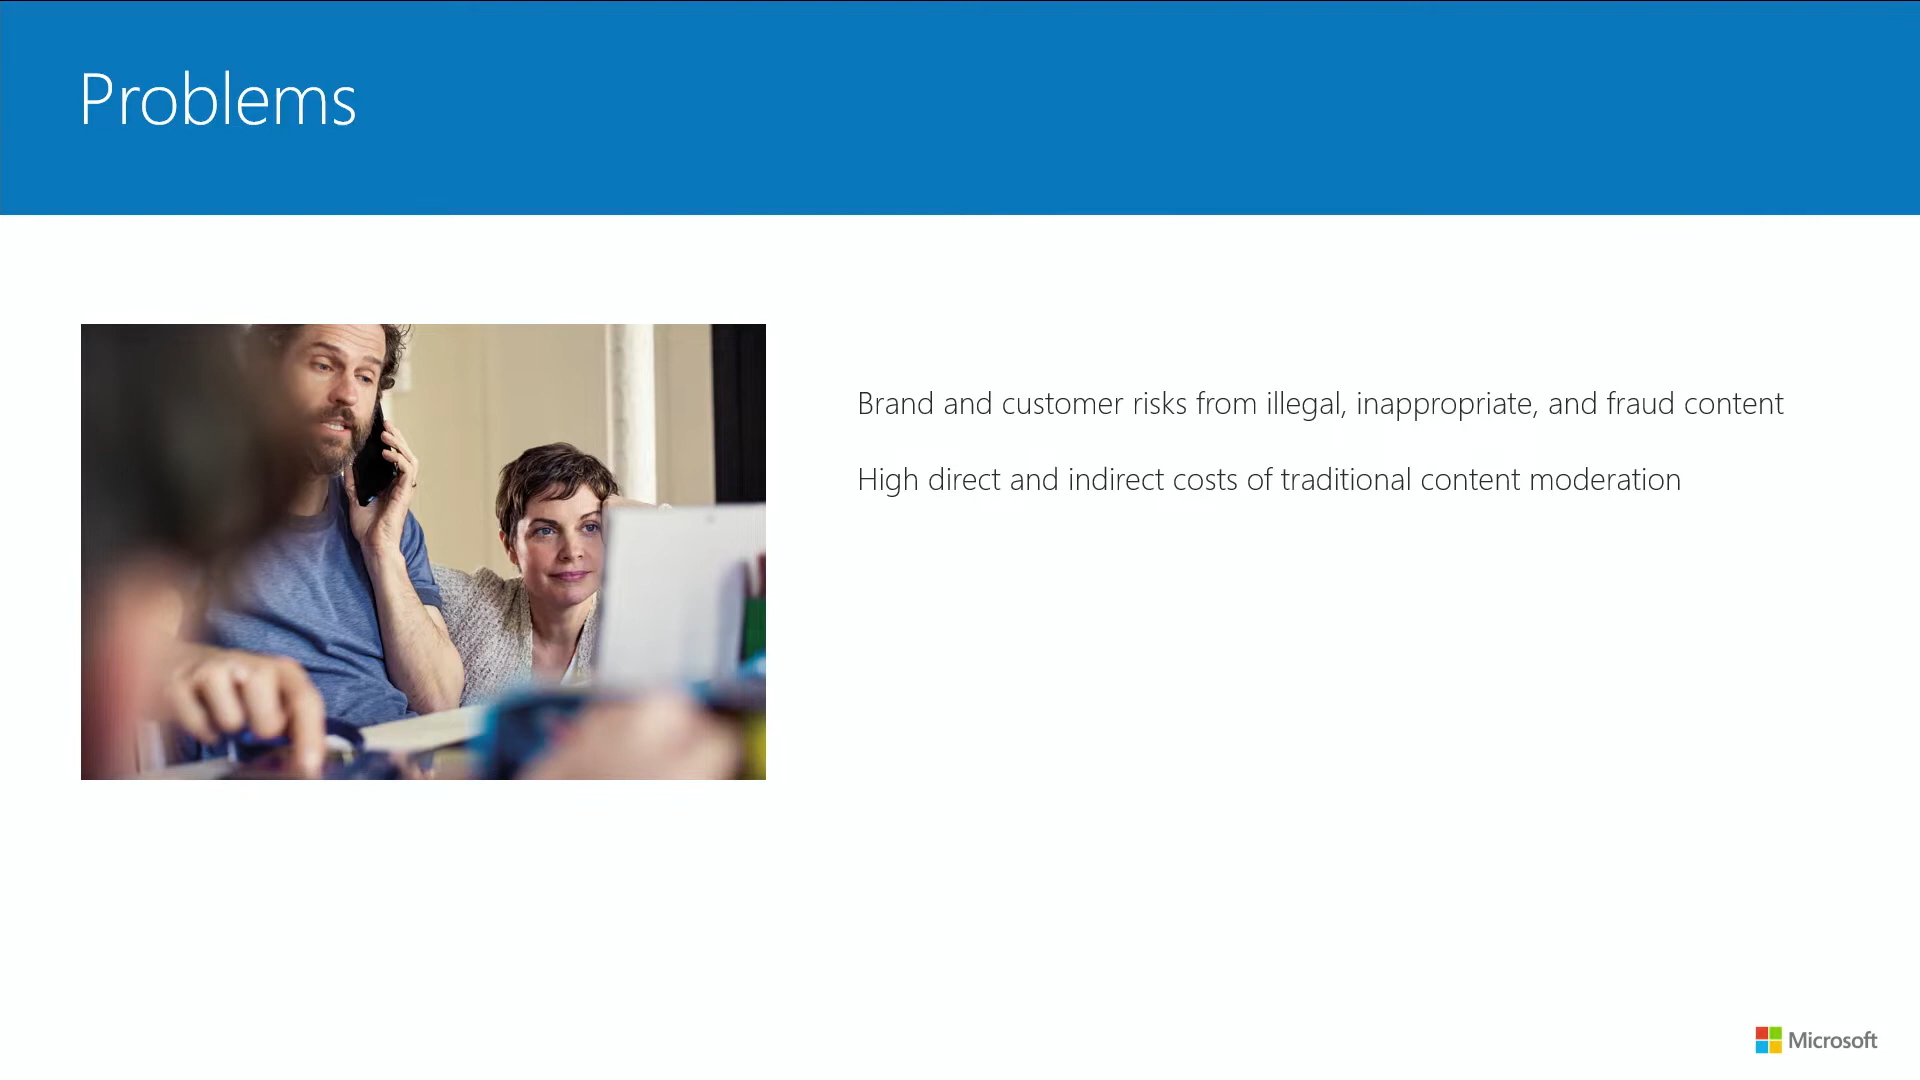 Problems
Brand and customer risks from illegal, inappropriate, and fraud content
High direct and indirect costs of traditional content moderation
Microsoft